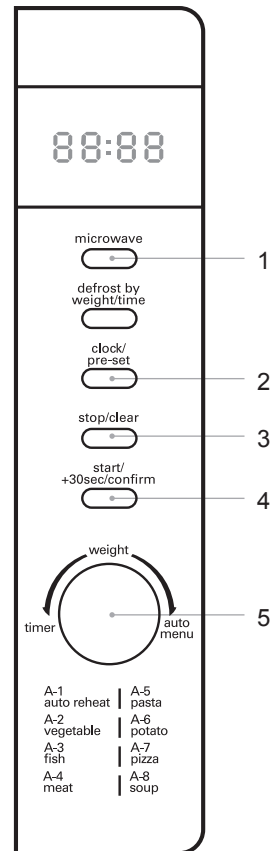 88:88
microwave
1
defrost by
weight/time
clock/
pre-set
2
stop/clear
3
start/
+30sec/confirm
4
weight
timer
auto
menu
5
A-1
auto reheat
A-2
vegetable
A-3
fish
A-4
meat
A-5
pasta
A-6
potato
A-7
pizza
A-8
soup